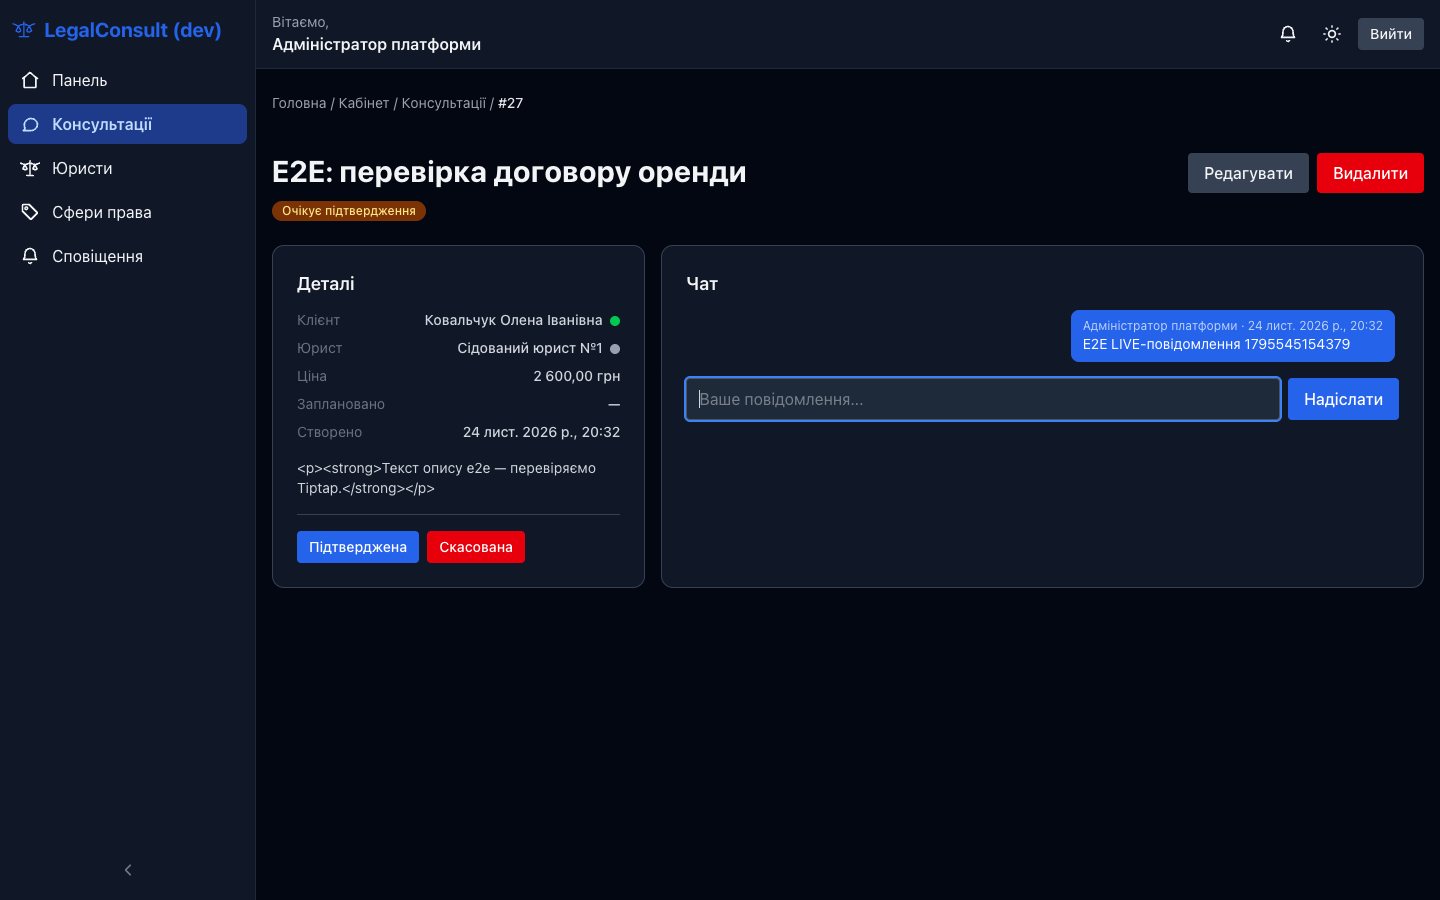 LegalConsult (dev)
Панель
Консультації
Юристи
Сфери права
Сповіщення
Вітаємо,
Адміністратор платформи
Вийти
Головна / Кабінет / Консультації / #27
E2E: перевірка договору оренди
Очікує підтвердження
Редагувати
Видалити
Деталі
Клієнт Ковальчук Олена Іванівна
Юрист Сідований юрист №1
Ціна 2 600,00 грн
Заплановано —
Створено 24 лист. 2026 р., 20:32
<p><strong>Текст опису e2e — перевіряємо
Tiptap.</strong></p>
Підтверджена
Скасована
Чат
Адміністратор платформи · 24 лист. 2026 р., 20:32
E2E LIVE-повідомлення 1795545154379
Ваше повідомлення...
Надіслати